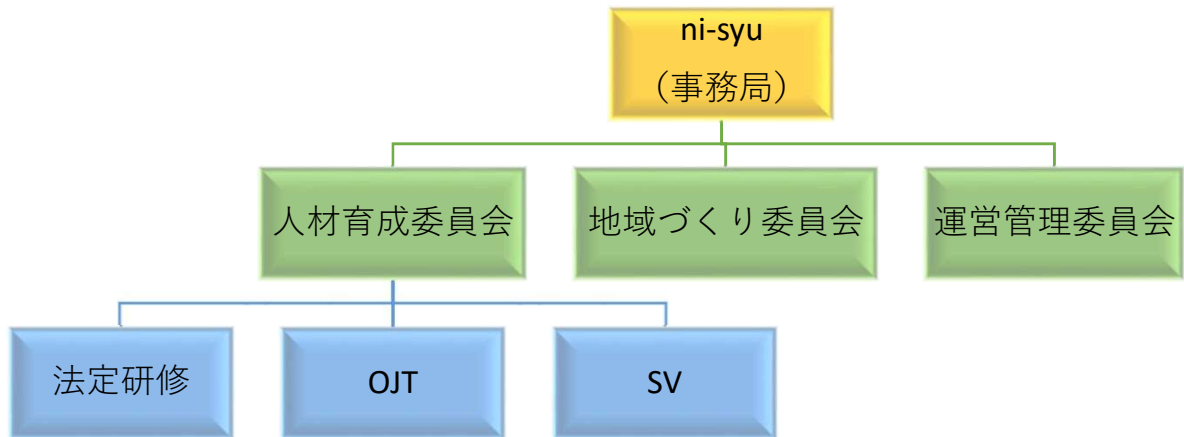 ni-syu
（事務局）
人材育成委員会
地域づくり委員会
運営管理委員会
法定研修
OJT
SV